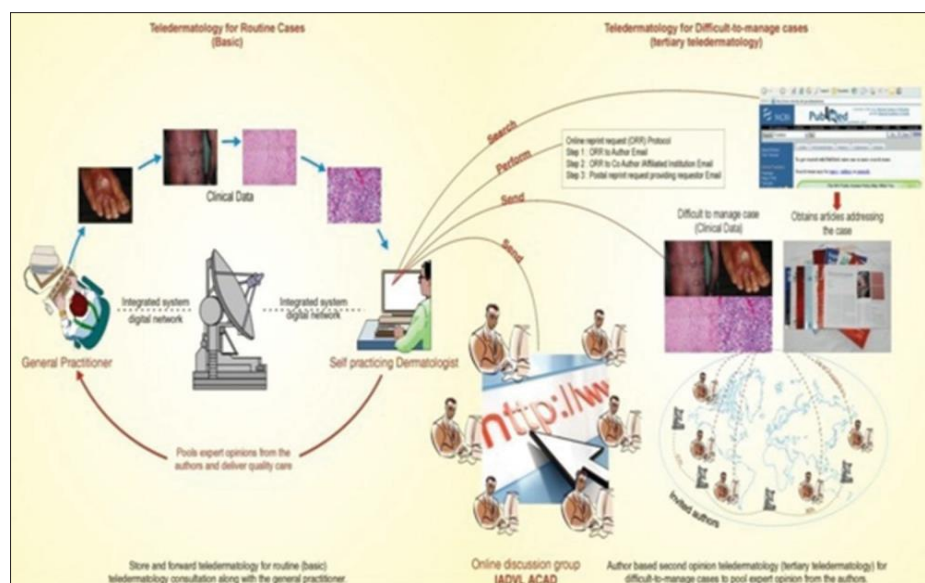 Teledermatology for Routine Cases
(Basic)
Teledermatology for Difficult-to-manage cases
(tertiary teledermatology)
Search
Perform
Send
Send
Online reprint request (ORR) Protocol
Step 1: ORR to Author Email
Step 2: ORR to Co Author /Affiliated Institution Email
Step 3: Postal reprint request providing requestor Email
PubMed
Clinical Data
Difficult to manage case
(Clinical Data)
Obtains articles addressing
the case
Integrated system
digital network
Integrated system
digital network
General Practitioner
Self practicing Dermatologist
http://ww
Pools expert opinions from the
authors and deliver quality care
Invited authors
Store and forward teledermatology for routine (basic)
teledermatology consultation along with the general practitioner.
Online discussion group
IADVL ACAD
Author based second opinion teledermatology (tertiary teledermatology) for
difficult-to-manage cases to pool expert opinion from the authors.